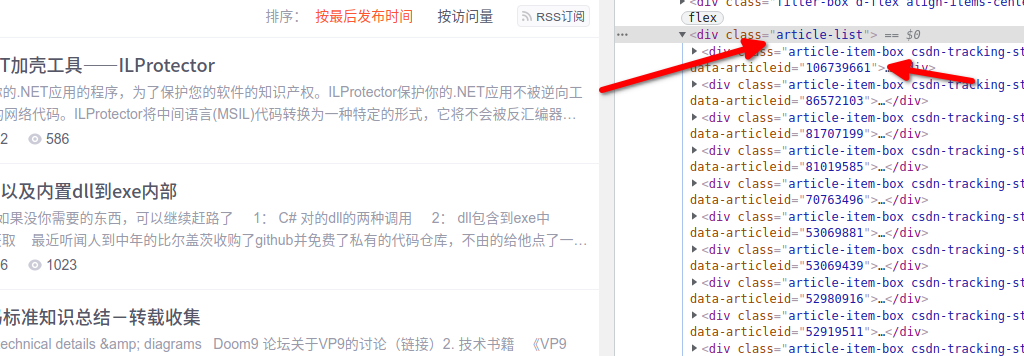 排序： 按最后发布时间 按访问量 RSS订阅
T加壳工具——ILProtector
你的.NET应用的程序，为了保护您的软件的知识产权。ILProtector保护你的.NET应用不被逆向工
的网络代码。ILProtector将中间语言(MSIL)代码转换为一种特定的形式，它将不会被反汇编器…
2 586
以及内置dll到exe内部
如果没你需要的东西，可以继续赶路了 1： C# 对的dll的两种调用 2： dll包含到exe中
取 最近听闻人到中年的比尔盖茨收购了github并免费了私有的代码仓库，不由的给他点了一…
6 1023
标准知识总结－转载收集
echnical details &amp; diagrams Doom9 论坛关于VP9的讨论（链接）2. 技术书籍 《VP9
<div class="filter-box d-flex align-items-cente
flex
… <div class="article-list"> == $0
<div class="article-item-box csdn-tracking-st
data-articleid="106739661">…</div>
<div class="article-item-box csdn-tracking-st
data-articleid="86572103">…</div>
<div class="article-item-box csdn-tracking-st
data-articleid="81707199">…</div>
<div class="article-item-box csdn-tracking-st
data-articleid="81019585">…</div>
<div class="article-item-box csdn-tracking-st
data-articleid="70763496">…</div>
<div class="article-item-box csdn-tracking-st
data-articleid="53069881">…</div>
<div class="article-item-box csdn-tracking-st
data-articleid="53069439">…</div>
<div class="article-item-box csdn-tracking-st
data-articleid="52980916">…</div>
<div class="article-item-box csdn-tracking-st
data-articleid="52919511">…</div>
<div class="article-item-box csdn-tracking-st